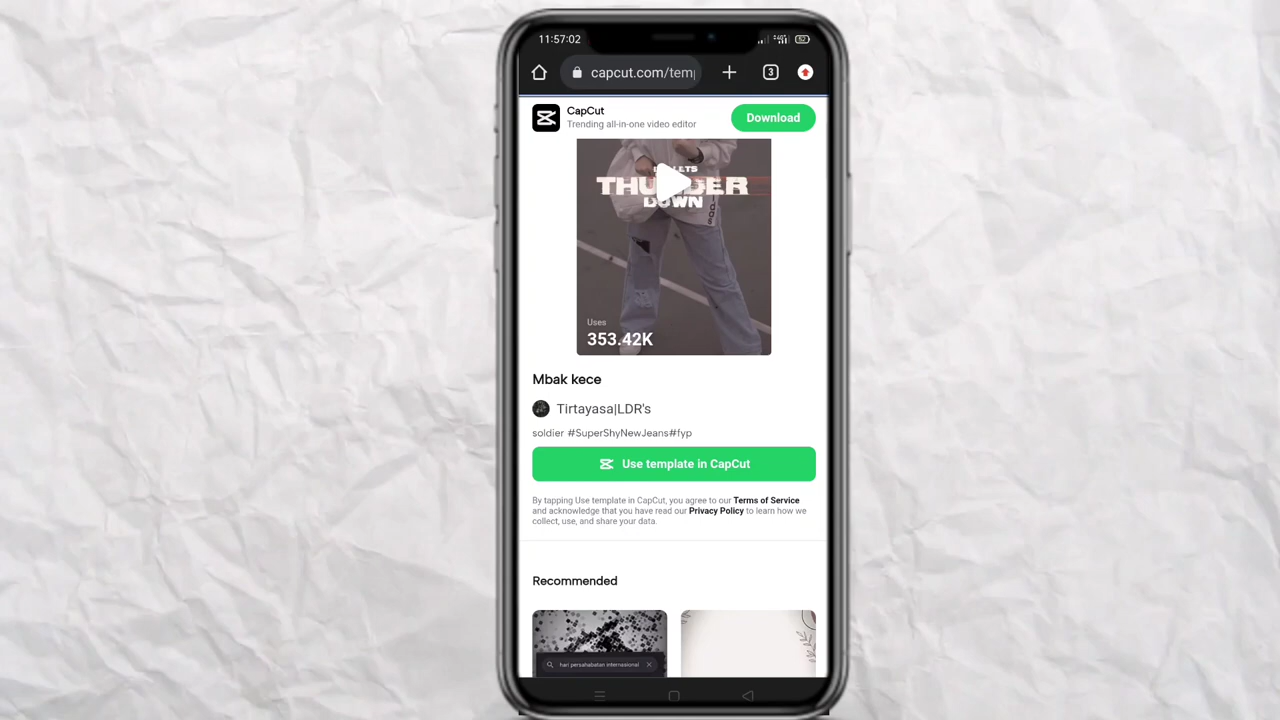 11:57:02
capcut.com/temp
3
CapCut
Trending all-in-one video editor
Download
THUNDER
DOWN
Uses
353.42K
Mbak kece
Tirtayasa|LDR's
soldier #SuperShyNewJeans#fyp
Use template in CapCut
By tapping Use template in CapCut, you agree to our Terms of Service
and acknowledge that you have read our Privacy Policy to learn how we
collect, use, and share your data.
Recommended
hari persahabatan internasional